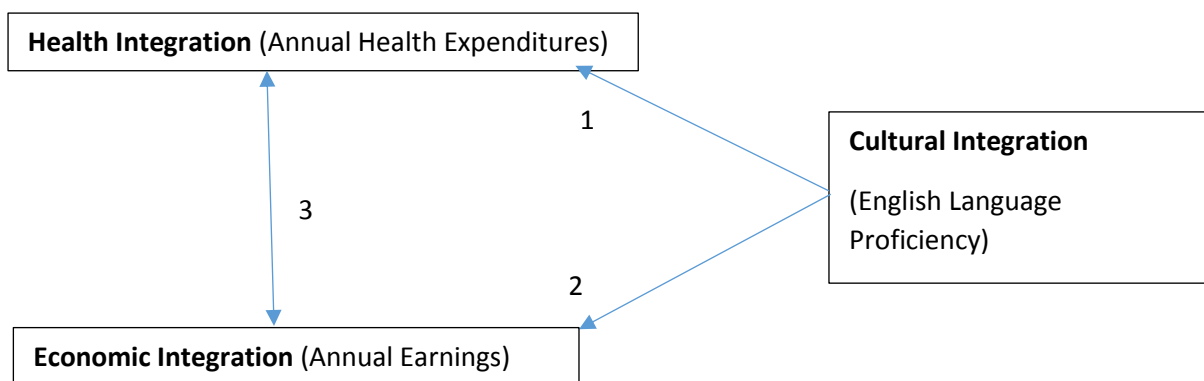 Health Integration (Annual Health Expenditures)
1
Cultural Integration
(English Language
Proficiency)
3
2
Economic Integration (Annual Earnings)